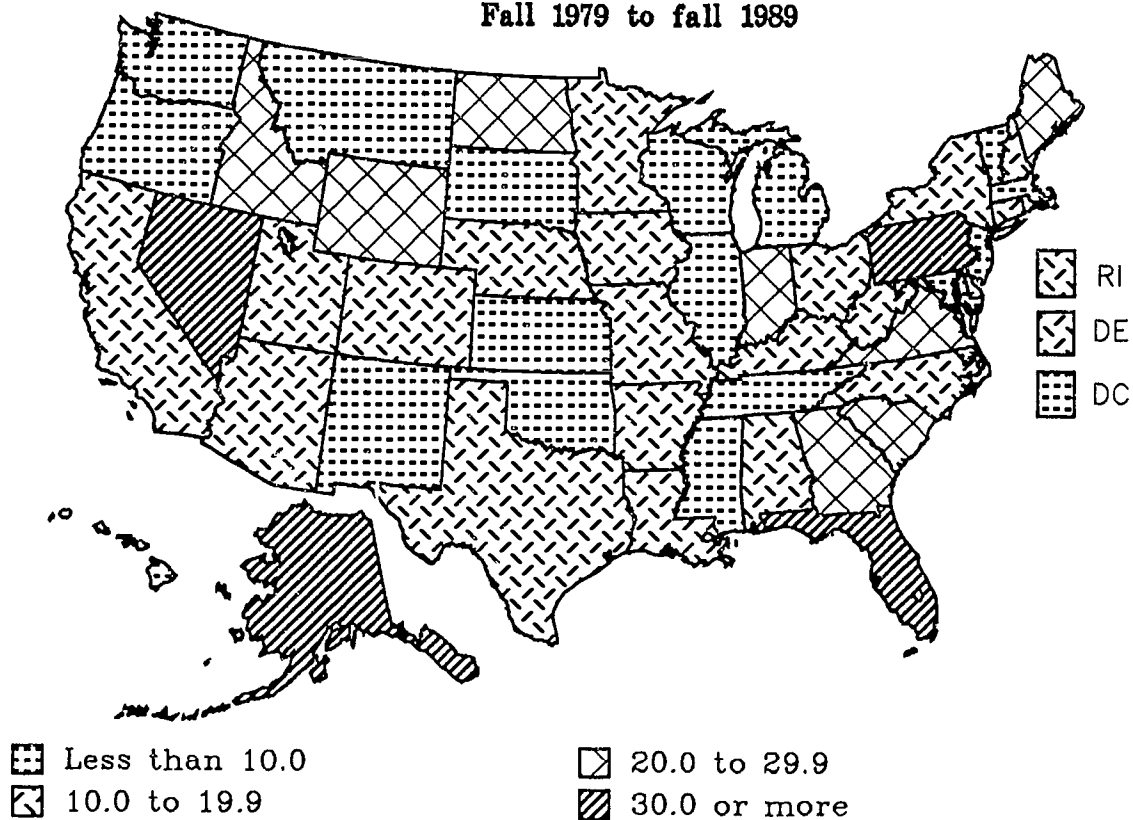 Fall 1979 to fall 1989
RI
DE
DC
Less than 10.0
10.0 to 19.9
20.0 to 29.9
30.0 or more